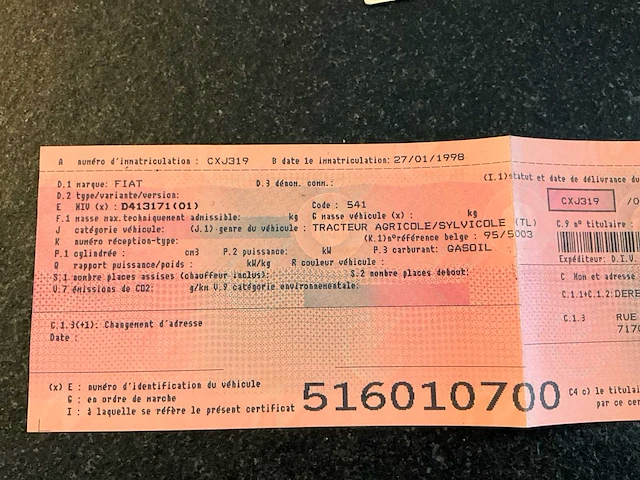 A numéro d'immatriculation : CXJ319 B date le immatriculation: 27/01/1998
D.1 marque: FIAT D.3 dénom. comm.:
D.2 type/variante/version:
E NIV (x) : D413171(01) Code : 541
F.1 masse max.techniquement admissible: kg G masse véhicule (x) : kg
J catégorie véhicule: (J.1) genre du véhicule : TRACTEUR AGRICOLE/SYLVICOLE (TL)
K numéro réception-type: (K.1)n°référence belge : 95/5003
P.1 cylindrée : cm3 P.2 puissance: kW P.3 carburant: GASOIL
Q rapport puissance/poids : kW/kg R couleur véhicule :
S.1 nombre places assises (chauffeur inclus): S.2 nombre places debout:
V.7 émissions de CO2: g/km V.9 catégorie environnementale:
C.1.3(+1): Changement d'adresse
Date :
(x) E : numéro d'identification du véhicule
G : en ordre de marche
I : à laquelle se réfère le présent certificat
516010700
(I.1)statut et date de délivrance du
CXJ319 /0
C.9 n° titulaire :
Expéditeur: D.I.V.
C Nom et adresse
C.1.1+C.1.2: DERE
C.1.3 RUE
7170
C4 c) le titulai
par ce cer